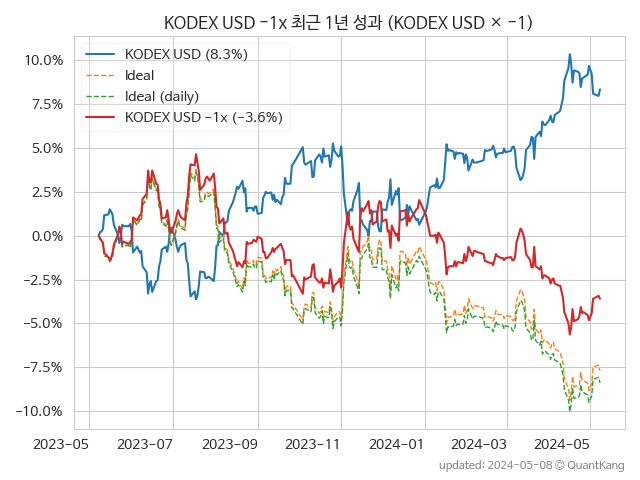 KODEX USD −1x 최근 1년 성과 (KODEX USD × −1)
KODEX USD (8.3%)
Ideal
Ideal (daily)
KODEX USD −1x (−3.6%)
10.0%
7.5%
5.0%
2.5%
0.0%
−2.5%
−5.0%
−7.5%
−10.0%
2023-05 2023-07 2023-09 2023-11 2024-01 2024-03 2024-05
updated: 2024-05-08 © QuantKang